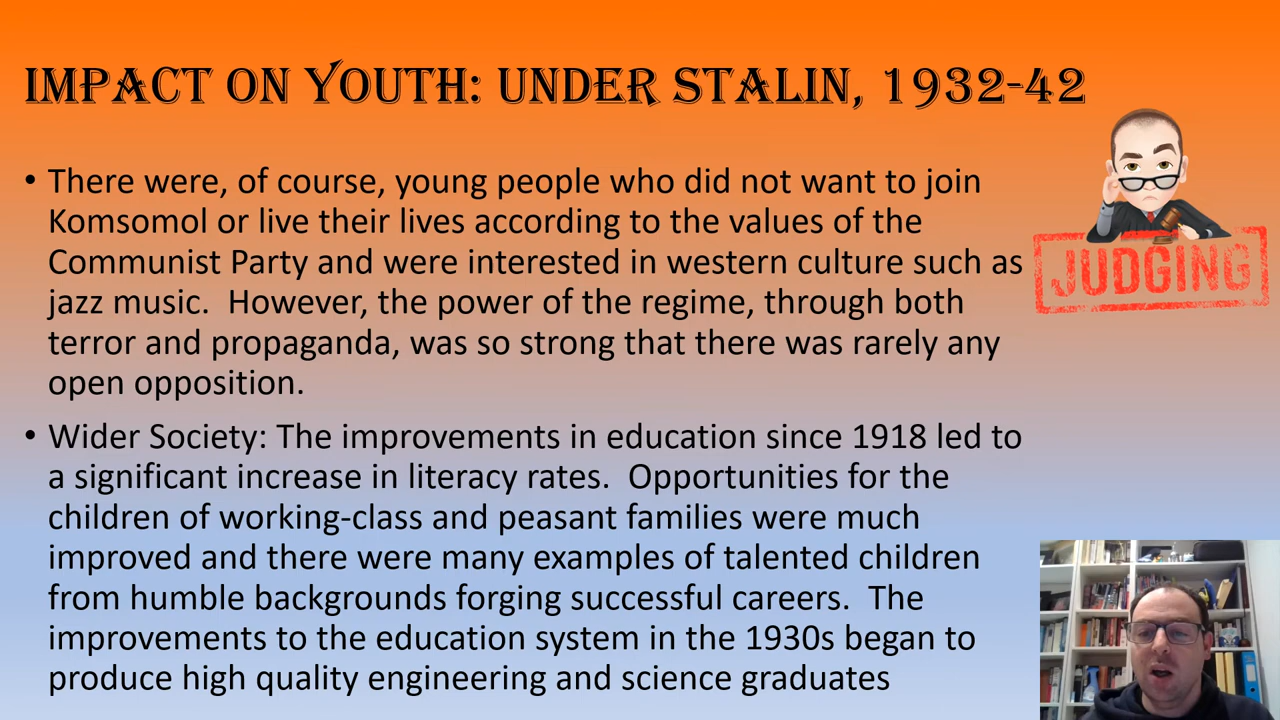 IMPACT ON YOUTH: UNDER STALIN, 1932-42
• There were, of course, young people who did not want to join
Komsomol or live their lives according to the values of the
Communist Party and were interested in western culture such as
jazz music.  However, the power of the regime, through both
terror and propaganda, was so strong that there was rarely any
open opposition.
JUDGING
• Wider Society: The improvements in education since 1918 led to
a significant increase in literacy rates.  Opportunities for the
children of working-class and peasant families were much
improved and there were many examples of talented children
from humble backgrounds forging successful careers.  The
improvements to the education system in the 1930s began to
produce high quality engineering and science graduates